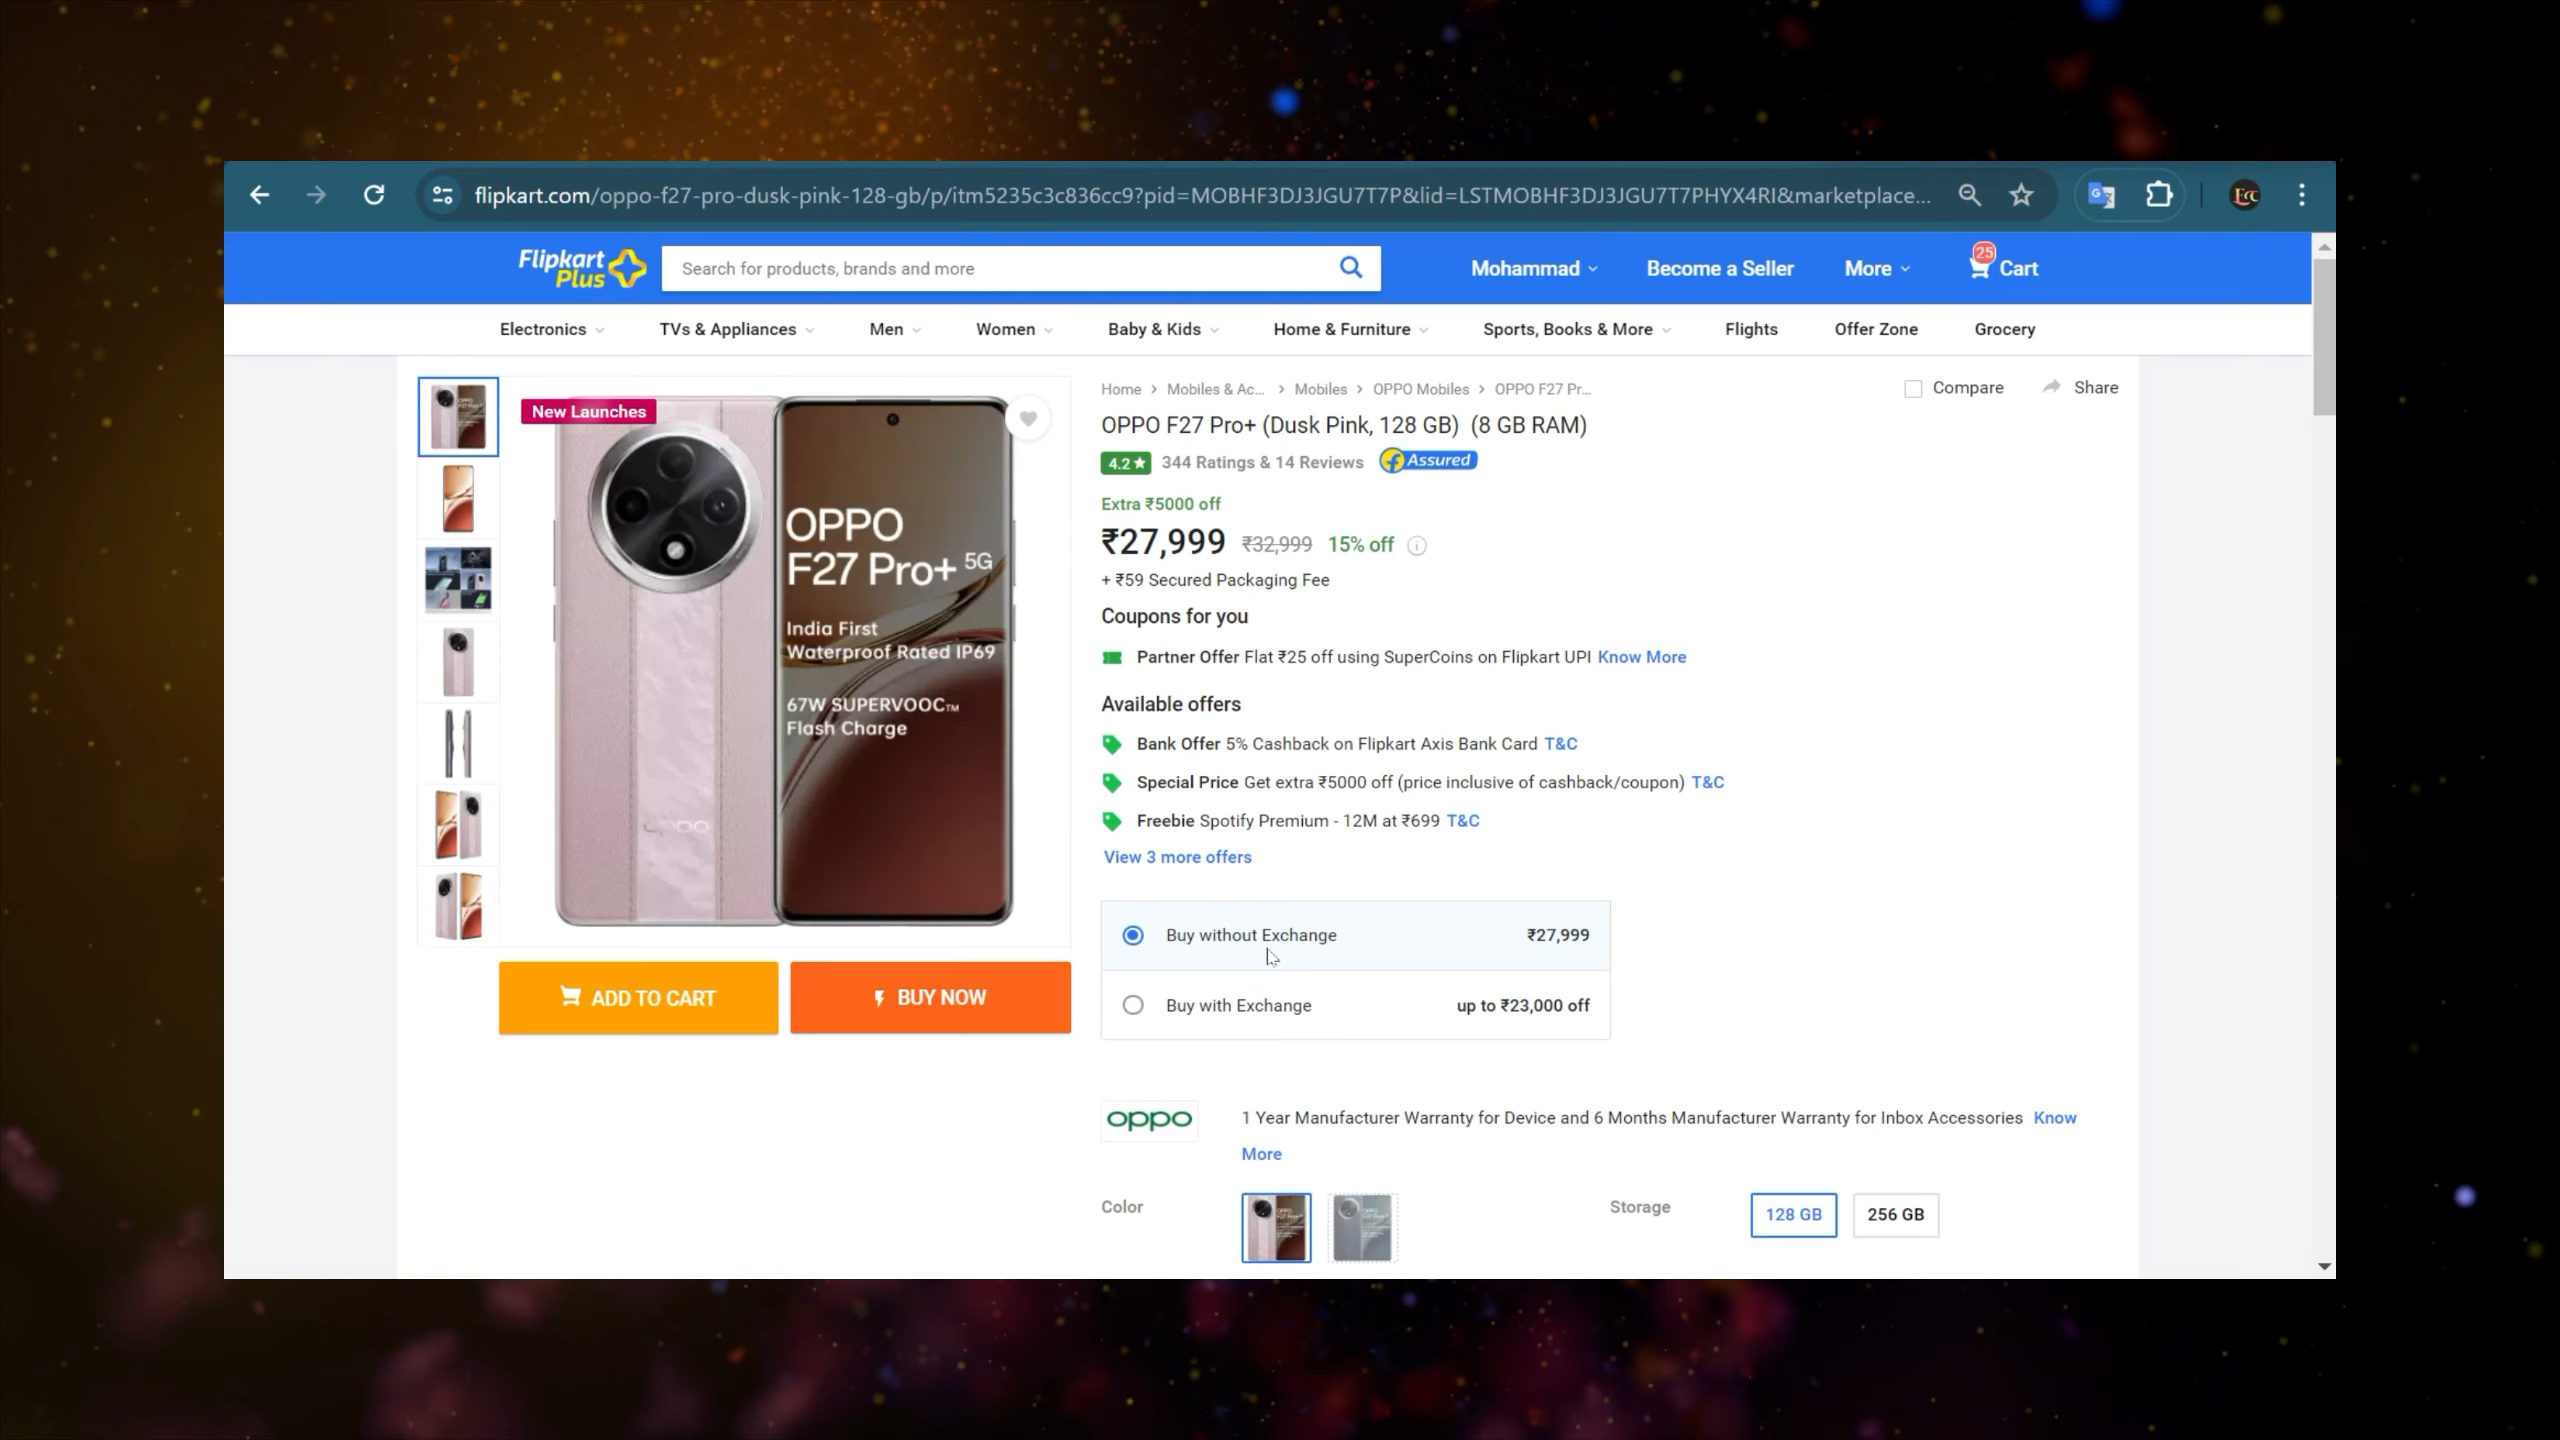 flipkart.com/oppo-f27-pro-dusk-pink-128-gb/p/itm5235c3c836cc9?pid=MOBHF3DJ3JGU7T7P&lid=LSTMOBHF3DJ3JGU7T7PHYX4RI&marketplace...
Ecc
Flipkart
Plus
Search for products, brands and more
Mohammad
Become a Seller
More
25
Cart
Electronics
TVs & Appliances
Men
Women
Baby & Kids
Home & Furniture
Sports, Books & More
Flights
Offer Zone
Grocery
New Launches
OPPO
F27 Pro+ 5G
India First
Waterproof Rated IP69
67W SUPERVOOC™
Flash Charge
oppo
ADD TO CART
BUY NOW
Home > Mobiles & Ac... > Mobiles > OPPO Mobiles > OPPO F27 Pr...
Compare
Share
OPPO F27 Pro+ (Dusk Pink, 128 GB) (8 GB RAM)
4.2★ 344 Ratings & 14 Reviews Assured
Extra ₹5000 off
₹27,999 ₹32,999 15% off
+ ₹59 Secured Packaging Fee
Coupons for you
Partner Offer Flat ₹25 off using SuperCoins on Flipkart UPI Know More
Available offers
Bank Offer 5% Cashback on Flipkart Axis Bank Card T&C
Special Price Get extra ₹5000 off (price inclusive of cashback/coupon) T&C
Freebie Spotify Premium - 12M at ₹699 T&C
View 3 more offers
Buy without Exchange ₹27,999
Buy with Exchange up to ₹23,000 off
oppo
1 Year Manufacturer Warranty for Device and 6 Months Manufacturer Warranty for Inbox Accessories Know
More
Color
Storage
128 GB
256 GB